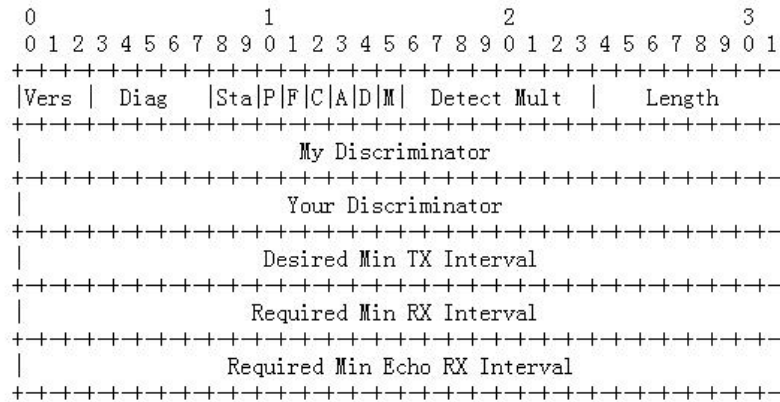 0                   1                   2                   3
0 1 2 3 4 5 6 7 8 9 0 1 2 3 4 5 6 7 8 9 0 1 2 3 4 5 6 7 8 9 0 1
+-+-+-+-+-+-+-+-+-+-+-+-+-+-+-+-+-+-+-+-+-+-+-+-+-+-+-+-+-+-+-+-
|Vers |  Diag   |Sta|P|F|C|A|D|M|  Detect Mult  |    Length
+-+-+-+-+-+-+-+-+-+-+-+-+-+-+-+-+-+-+-+-+-+-+-+-+-+-+-+-+-+-+-+-
|                       My Discriminator
+-+-+-+-+-+-+-+-+-+-+-+-+-+-+-+-+-+-+-+-+-+-+-+-+-+-+-+-+-+-+-+-
|                      Your Discriminator
+-+-+-+-+-+-+-+-+-+-+-+-+-+-+-+-+-+-+-+-+-+-+-+-+-+-+-+-+-+-+-+-
|                    Desired Min TX Interval
+-+-+-+-+-+-+-+-+-+-+-+-+-+-+-+-+-+-+-+-+-+-+-+-+-+-+-+-+-+-+-+-
|                   Required Min RX Interval
+-+-+-+-+-+-+-+-+-+-+-+-+-+-+-+-+-+-+-+-+-+-+-+-+-+-+-+-+-+-+-+-
|                 Required Min Echo RX Interval
+-+-+-+-+-+-+-+-+-+-+-+-+-+-+-+-+-+-+-+-+-+-+-+-+-+-+-+-+-+-+-+-